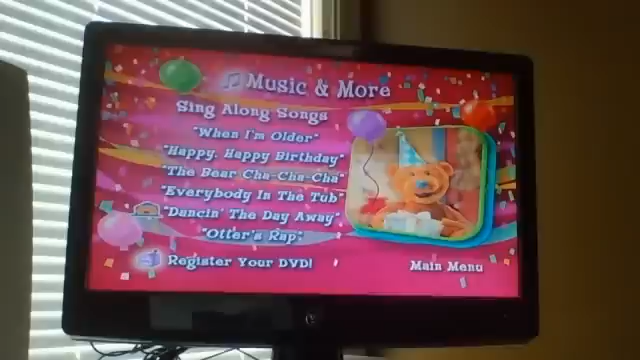 Music & More
Sing Along Songs
"When I'm Older"
"Happy, Happy Birthday"
"The Bear Cha-Cha-Cha"
"Everybody In The Tub"
"Dancin' The Day Away"
"Otter's Rap"
Register Your DVD!
Main Menu